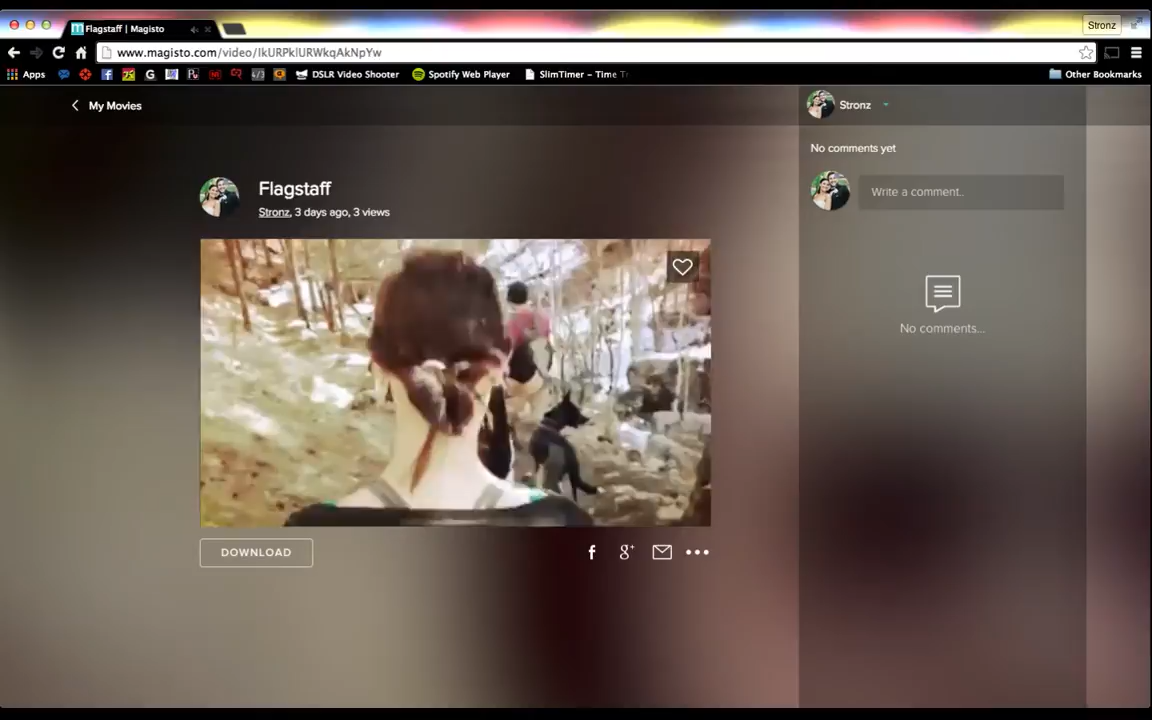 Flagstaff | Magisto
Stronz
www.magisto.com/video/IkURPklURWkqAkNpYw
Apps
DSLR Video Shooter
Spotify Web Player
SlimTimer – Time Tr
Other Bookmarks
My Movies
Stronz
No comments yet
Write a comment..
Flagstaff
Stronz, 3 days ago, 3 views
No comments...
DOWNLOAD